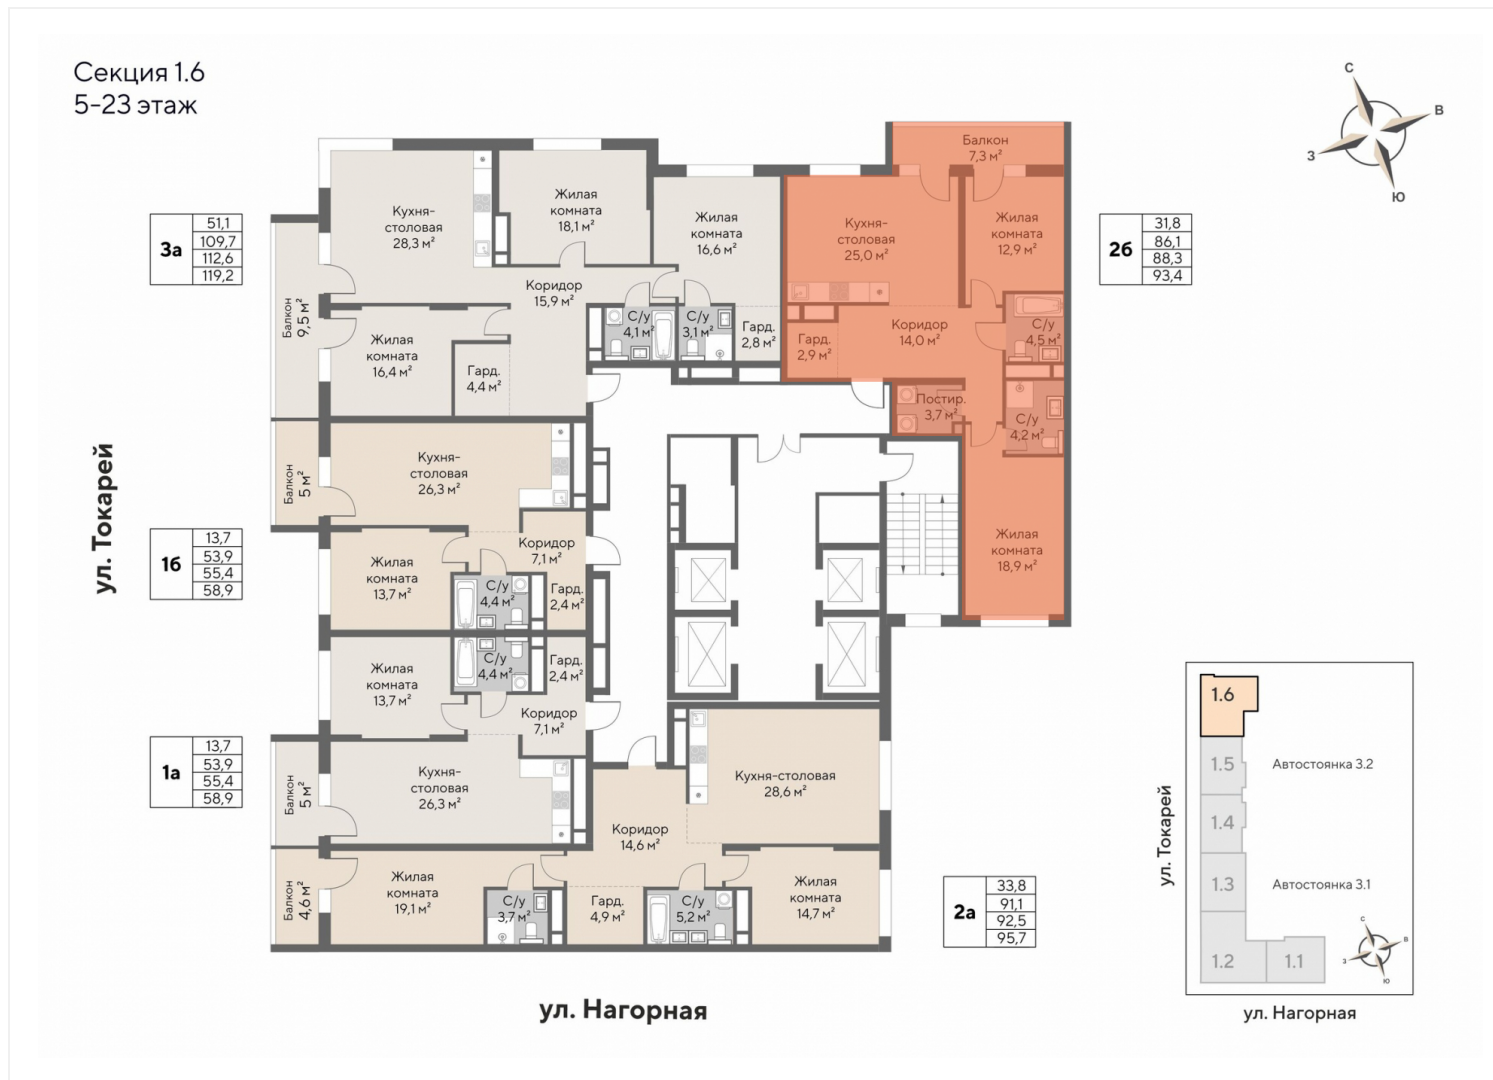 Секция 1.6
5-23 этаж
С
В
З
Ю
Балкон
7,3 м²
Кухня-
столовая
28,3 м²
Жилая
комната
18,1 м²
Жилая
комната
16,6 м²
Кухня-
столовая
25,0 м²
Жилая
комната
12,9 м²
3а
51,1
109,7
112,6
119,2
2б
31,8
86,1
88,3
93,4
Балкон
9,5 м²
Коридор
15,9 м²
Жилая
комната
16,4 м²
Гард.
4,4 м²
С/у
4,1 м²
С/у
3,1 м²
Гард.
2,8 м²
Гард.
2,9 м²
Коридор
14,0 м²
С/у
4,5 м²
Постир.
3,7 м²
С/у
4,2 м²
ул. Токарей
Балкон
5 м²
Кухня-
столовая
26,3 м²
1б
13,7
53,9
55,4
58,9
Жилая
комната
13,7 м²
Коридор
7,1 м²
С/у
4,4 м²
Гард.
2,4 м²
Жилая
комната
18,9 м²
Жилая
комната
13,7 м²
С/у
4,4 м²
Гард.
2,4 м²
Коридор
7,1 м²
1а
13,7
53,9
55,4
58,9
Балкон
5 м²
Кухня-
столовая
26,3 м²
Кухня-столовая
28,6 м²
Коридор
14,6 м²
Балкон
4,6 м²
Жилая
комната
19,1 м²
С/у
3,7 м²
Гард.
4,9 м²
С/у
5,2 м²
Жилая
комната
14,7 м²
2а
33,8
91,1
92,5
95,7
ул. Нагорная
1.6
1.5
Автостоянка 3.2
1.4
1.3
Автостоянка 3.1
1.2
1.1
С
В
З
Ю
ул. Токарей
ул. Нагорная